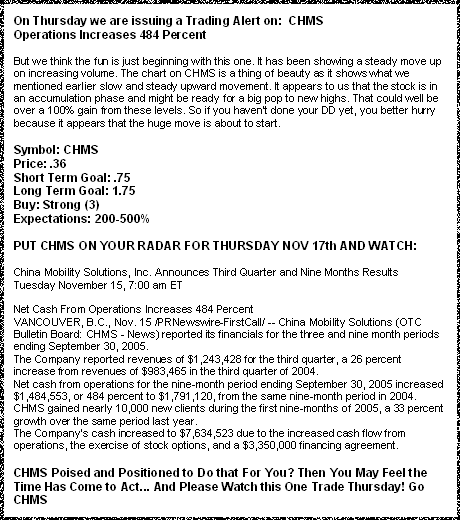 On Thursday we are issuing a Trading Alert on:  CHMS
Operations Increases 484 Percent
But we think the fun is just beginning with this one. It has been showing a steady move up
on increasing volume. The chart on CHMS is a thing of beauty as it shows what we
mentioned earlier slow and steady upward movement. It appears to us that the stock is in
an accumulation phase and might be ready for a big pop to new highs. That could well be
over a 100% gain from these levels. So if you haven't done your DD yet, you better hurry
because it appears that the huge move is about to start.
Symbol: CHMS
Price: .36
Short Term Goal: .75
Long Term Goal: 1.75
Buy: Strong (3)
Expectations: 200-500%
PUT CHMS ON YOUR RADAR FOR THURSDAY NOV 17th AND WATCH:
China Mobility Solutions, Inc. Announces Third Quarter and Nine Months Results
Tuesday November 15, 7:00 am ET
Net Cash From Operations Increases 484 Percent
VANCOUVER, B.C., Nov. 15 /PRNewswire-FirstCall/ -- China Mobility Solutions (OTC
Bulletin Board: CHMS - News) reported its financials for the three and nine month periods
ending September 30, 2005.
The Company reported revenues of $1,243,428 for the third quarter, a 26 percent
increase from revenues of $983,465 in the third quarter of 2004.
Net cash from operations for the nine-month period ending September 30, 2005 increased
$1,484,553, or 484 percent to $1,791,120, from the same nine-month period in 2004.
CHMS gained nearly 10,000 new clients during the first nine-months of 2005, a 33 percent
growth over the same period last year.
The Company's cash increased to $7,634,523 due to the increased cash flow from
operations, the exercise of stock options, and a $3,350,000 financing agreement.
CHMS Poised and Positioned to Do that For You? Then You May Feel the
Time Has Come to Act... And Please Watch this One Trade Thursday! Go
CHMS